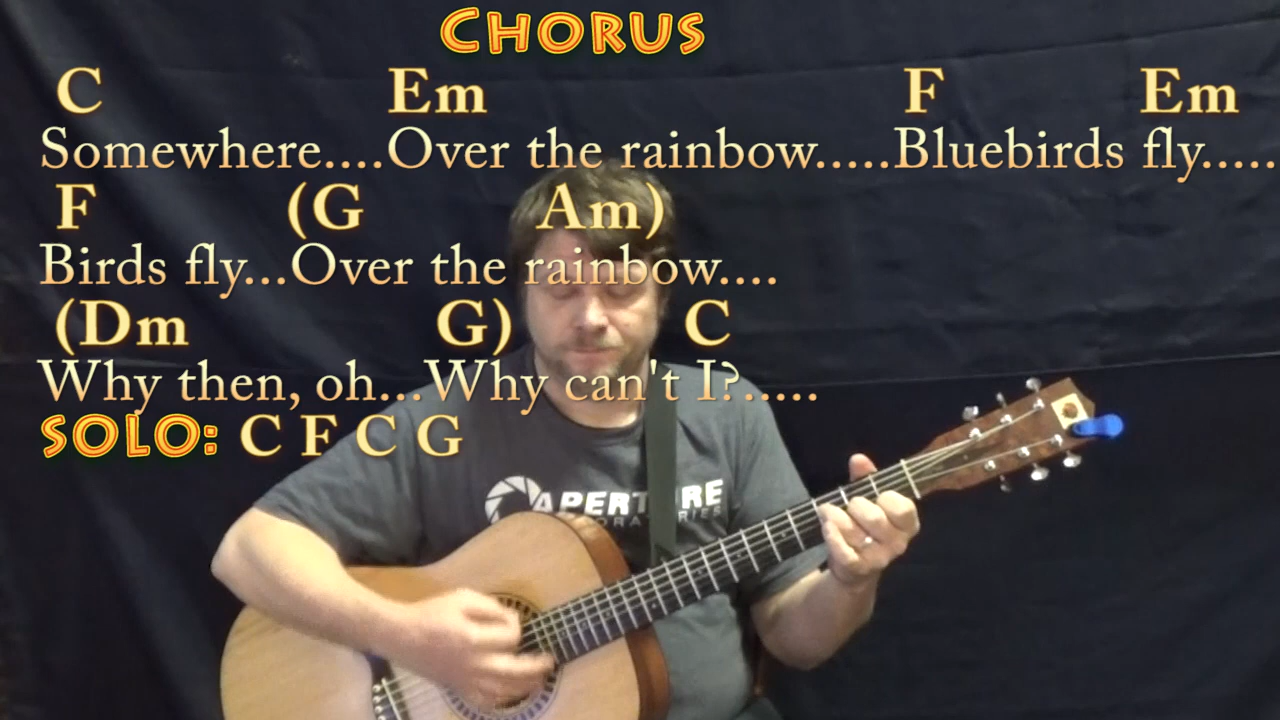 CHORUS
C Em F Em
Somewhere....Over the rainbow.....Bluebirds fly.....
F (G Am)
Birds fly...Over the rainbow....
(Dm G) C
Why then, oh...Why can't I?.....
SOLO: C F C G
APERTURE
LABORATORIES